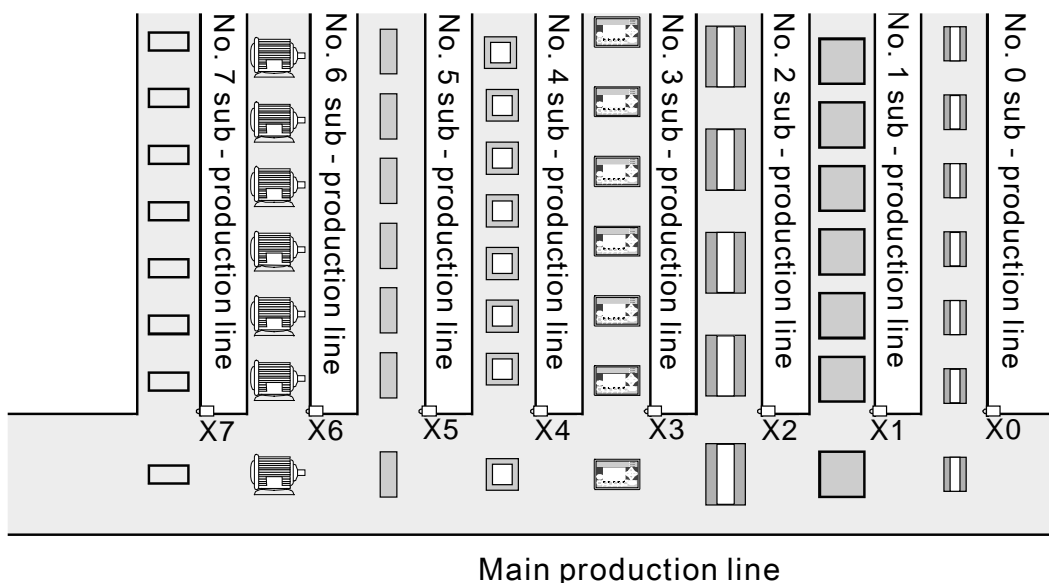 No. 7 sub - production line
No. 6 sub - production line
No. 5 sub - production line
No. 4 sub - production line
No. 3 sub - production line
No. 2 sub - production line
No. 1 sub - production line
No. 0 sub - production line
X7
X6
X5
X4
X3
X2
X1
X0
Main production line